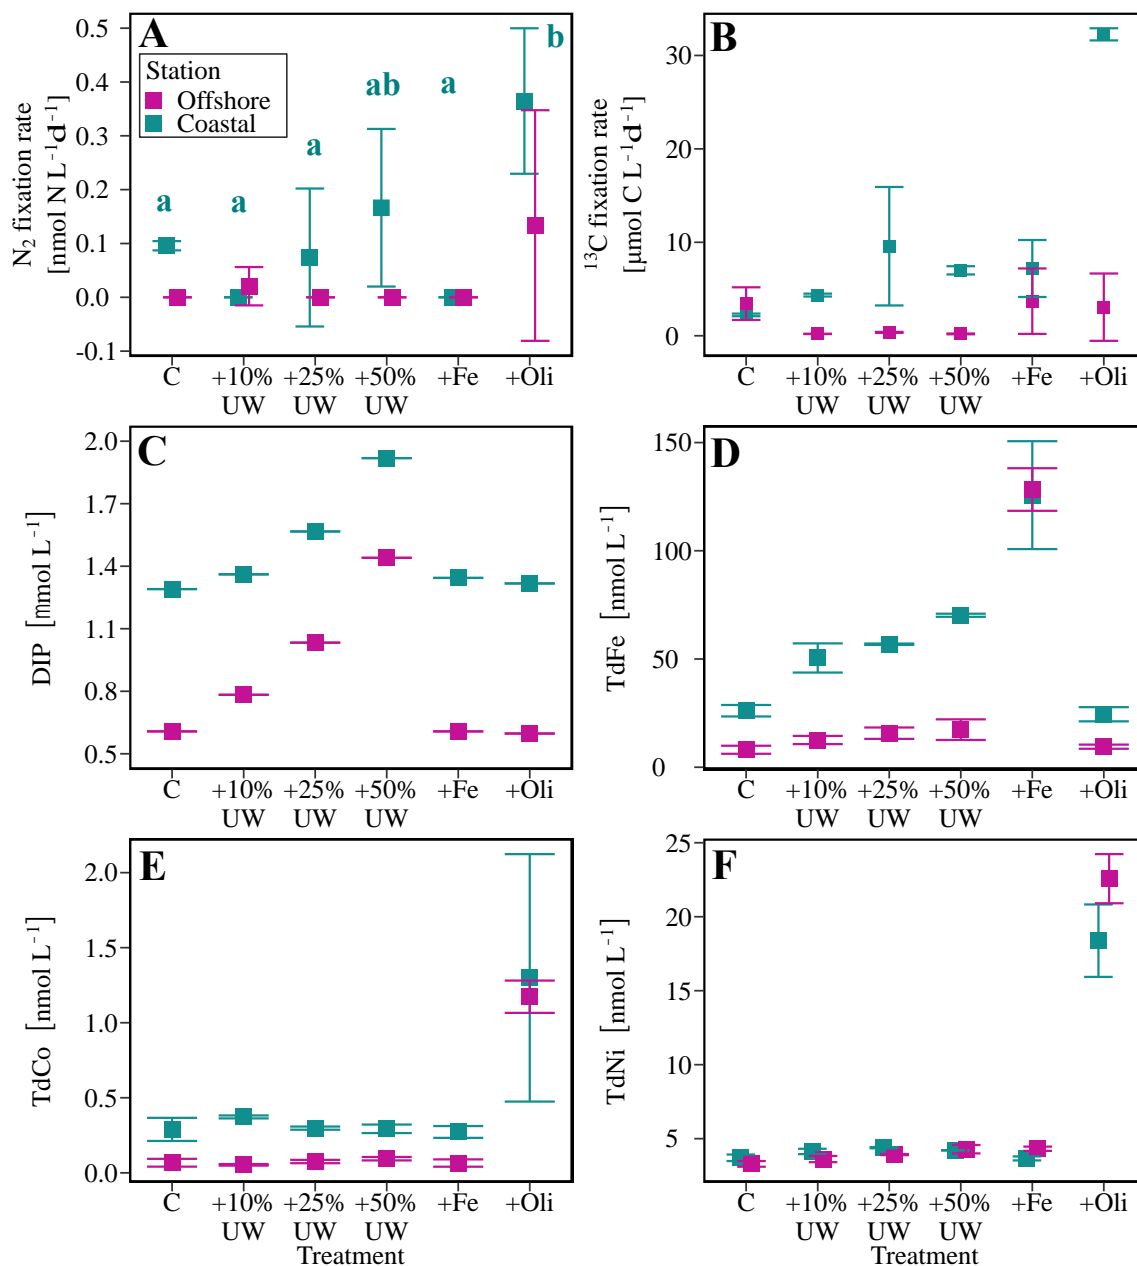 A
N₂ fixation rate
[nmol N L⁻¹d⁻¹]
0.5
0.4
0.3
0.2
0.1
0.0
-0.1
Station
Offshore
Coastal
a
a
a
ab
a
b
C
+10%
UW
+25%
UW
+50%
UW
+Fe
+Oli
B
¹³C fixation rate
[μmol C L⁻¹d⁻¹]
30
20
10
0
C
+10%
UW
+25%
UW
+50%
UW
+Fe
+Oli
C
DIP [mmol L⁻¹]
2.0
1.7
1.4
1.1
0.8
0.5
C
+10%
UW
+25%
UW
+50%
UW
+Fe
+Oli
D
TdFe [nmol L⁻¹]
150
100
50
0
C
+10%
UW
+25%
UW
+50%
UW
+Fe
+Oli
E
TdCo [nmol L⁻¹]
2.0
1.5
1.0
0.5
0.0
C
+10%
UW
+25%
UW
+50%
UW
+Fe
+Oli
Treatment
F
TdNi [nmol L⁻¹]
25
20
15
10
5
C
+10%
UW
+25%
UW
+50%
UW
+Fe
+Oli
Treatment